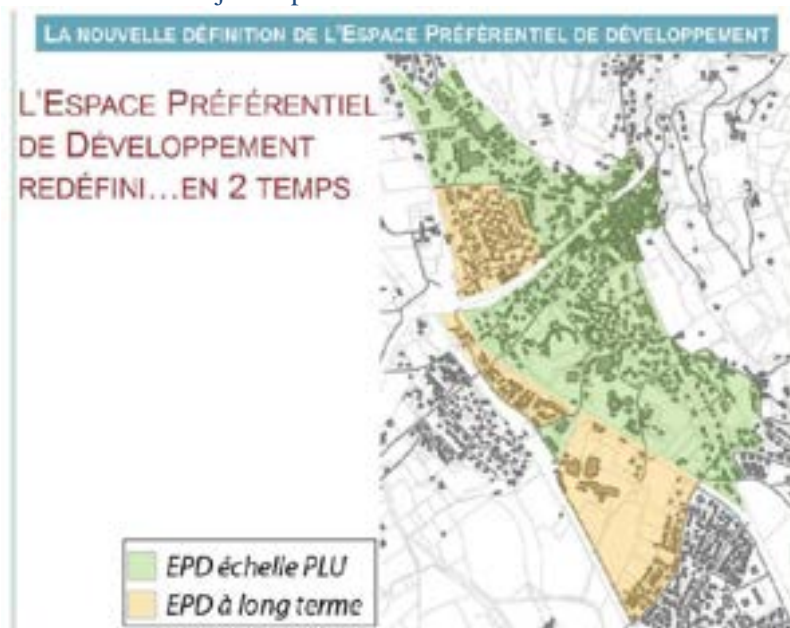 LA NOUVELLE DÉFINITION DE L'ESPACE PRÉFÉRENTIEL DE DÉVELOPPEMENT
L'ESPACE PRÉFÉRENTIEL
DE DÉVELOPPEMENT
REDÉFINI...EN 2 TEMPS
EPD échelle PLU
EPD à long terme